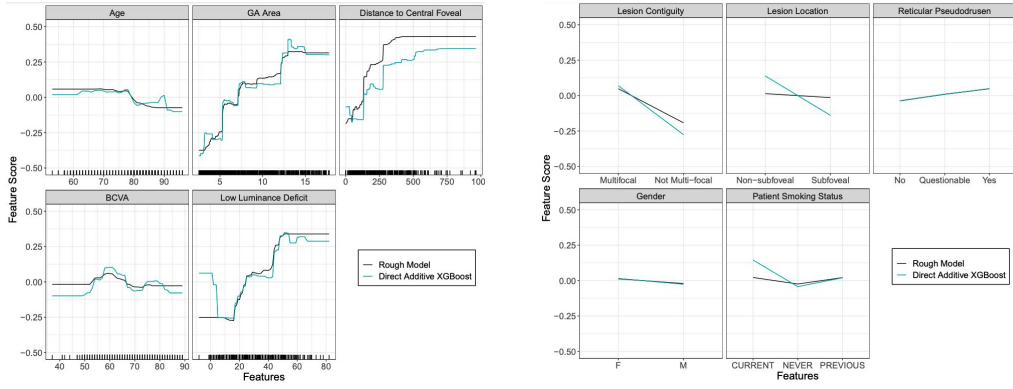 Age GA Area Distance to Central Foveal
0.50
0.25
0.00
−0.25
−0.50
60 70 80 90 5 10 15 0 250 500 750 1000
BCVA Low Luminance Deficit
0.50
0.25
0.00
−0.25
−0.50
40 50 60 70 80 90 0 20 40 60 80
Feature Score
Features
Rough Model
Direct Additive XGBoost
Lesion Contiguity Lesion Location Reticular Pseudodrusen
0.50
0.25
0.00
−0.25
−0.50
Multifocal Not Multi−focal Non−subfoveal Subfoveal No Questionable Yes
Gender Patient Smoking Status
0.50
0.25
0.00
−0.25
−0.50
F M CURRENT NEVER PREVIOUS
Feature Score
Features
Rough Model
Direct Additive XGBoost